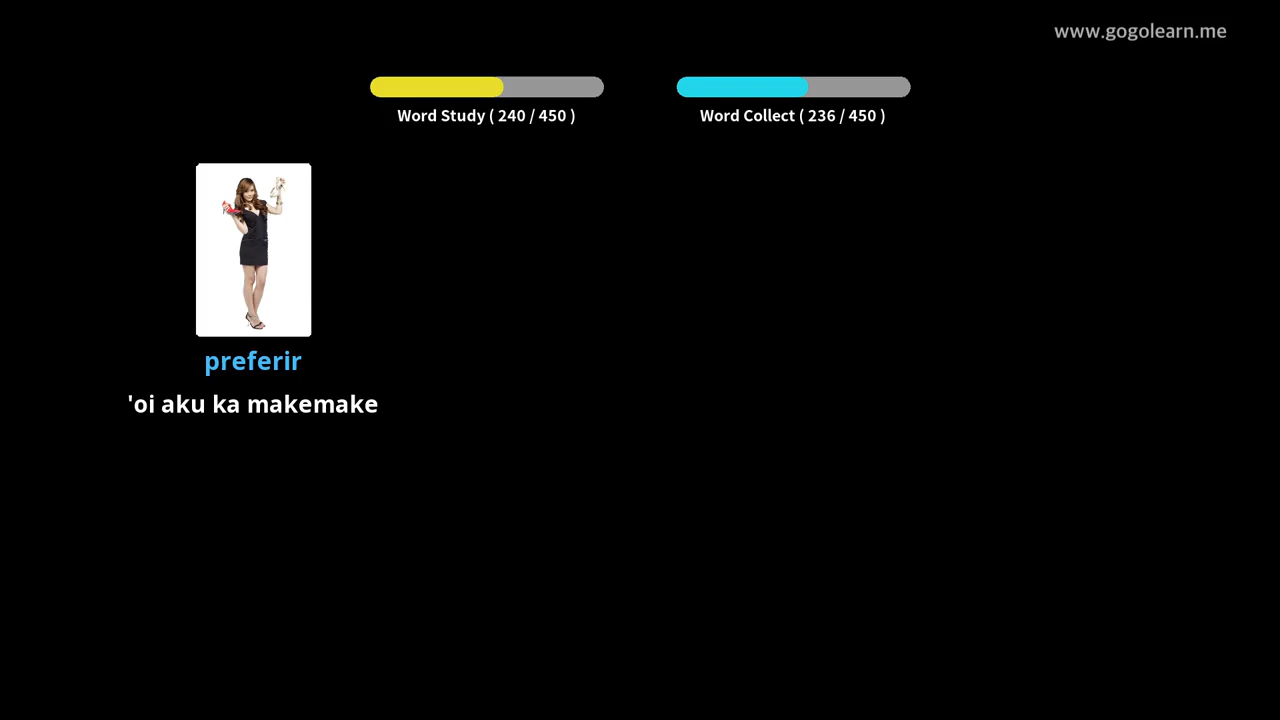 www.gogolearn.me
Word Study ( 240 / 450 )
Word Collect ( 236 / 450 )
preferir
'oi aku ka makemake